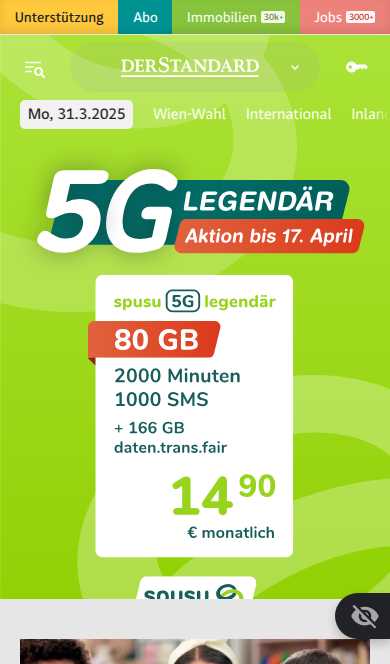 Unterstützung Abo Immobilien 30k+ Jobs 3000+
DERSTANDARD
Mo, 31.3.2025 Wien-Wahl International
5G LEGENDÄR
Aktion bis 17. April
spusu 5G legendär
80 GB
2000 Minuten
1000 SMS
+ 166 GB
daten.trans.fair
14 90
€ monatlich
spusu